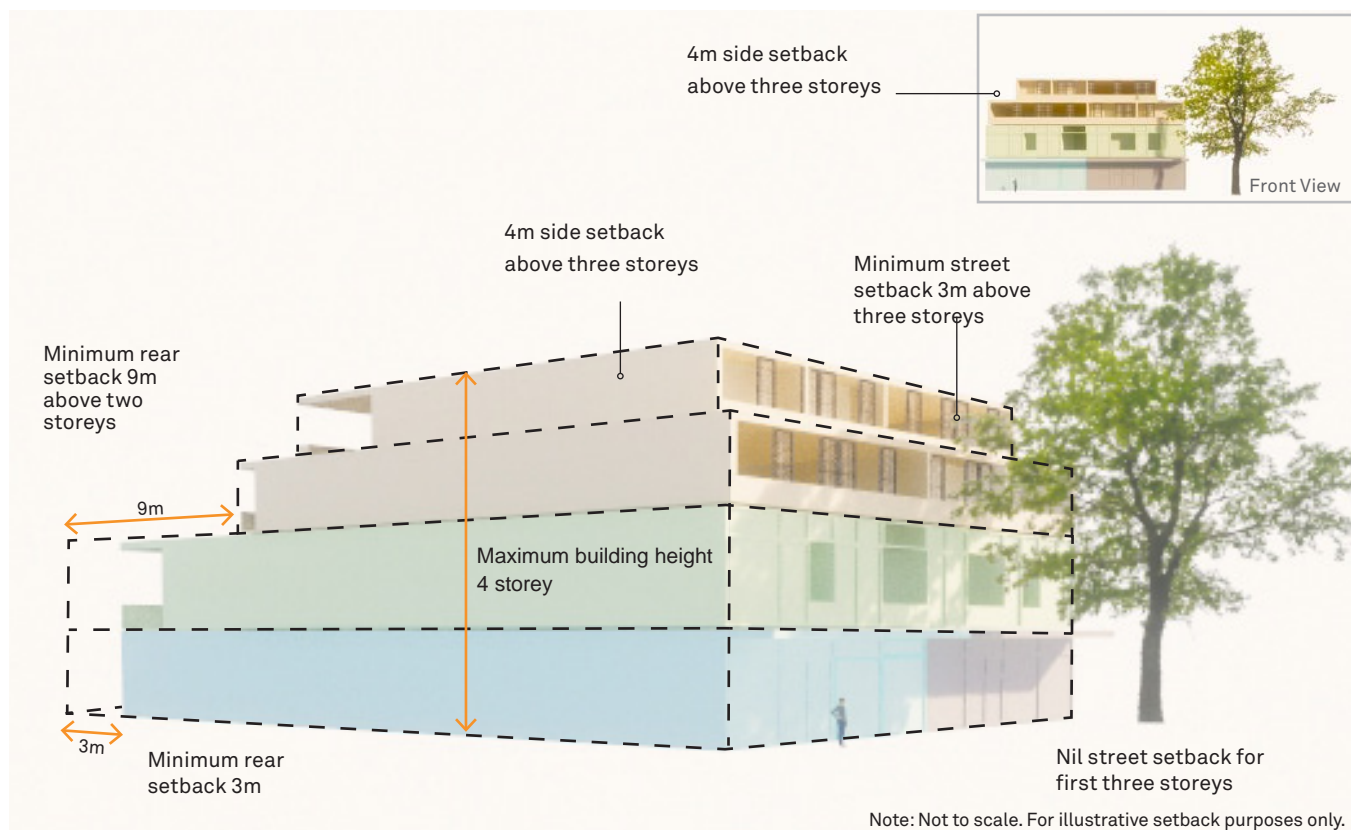 4m side setback
above three storeys
Front View
4m side setback
above three storeys
Minimum street
setback 3m above
three storeys
Minimum rear
setback 9m
above two
storeys
9m
Maximum building height
4 storey
3m
Minimum rear
setback 3m
Nil street setback for
first three storeys
Note: Not to scale. For illustrative setback purposes only.